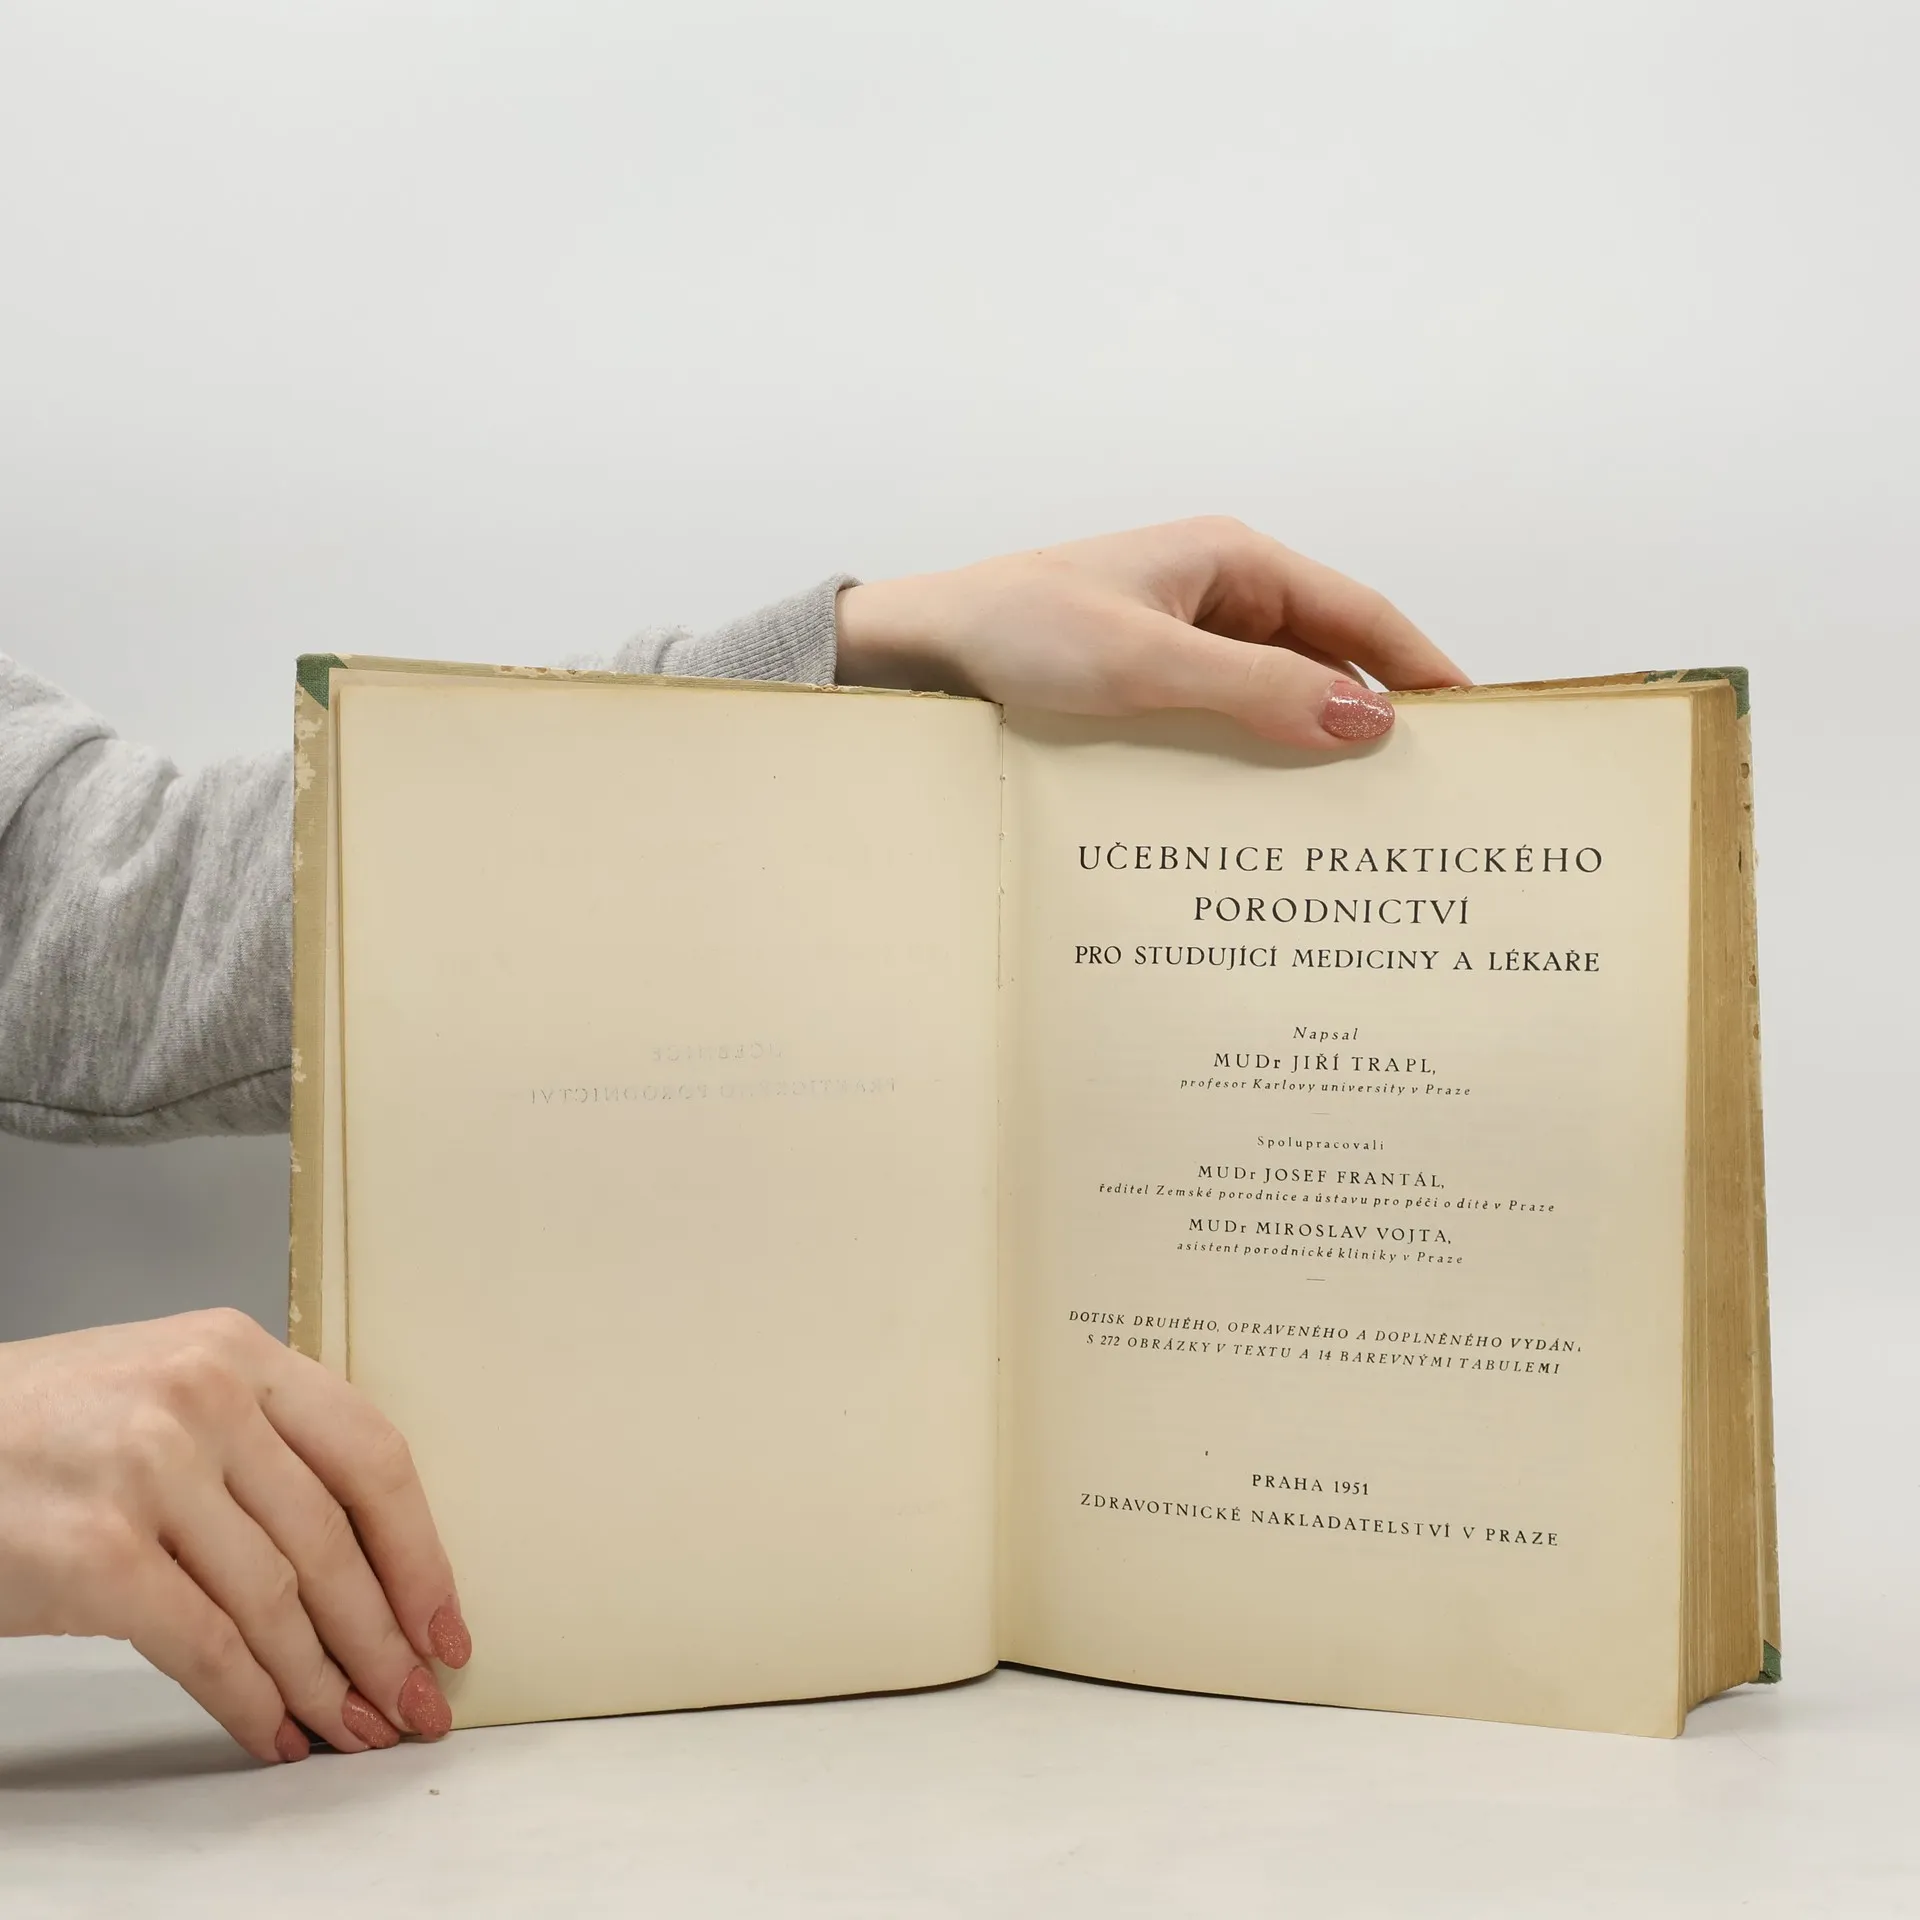 UČEBNICE PRAKTICKÉHO
PORODNICTVÍ
PRO STUDUJÍCÍ MEDICINY A LÉKAŘE
Napsal
MUDr JIŘÍ TRAPL,
profesor Karlovy university v Praze
Spolupracovali
MUDr JOSEF FRANTÁL,
ředitel Zemské porodnice a ústavu pro péči o dítě v Praze
MUDr MIROSLAV VOJTA,
asistent porodnické kliniky v Praze
DOTISK DRUHÉHO, OPRAVENÉHO A DOPLNĚNÉHO VYDÁN,
S 272 OBRÁZKY V TEXTU A 14 BAREVNÝMI TABULEMI
PRAHA 1951
ZDRAVOTNICKÉ NAKLADATELSTVÍ V PRAZE